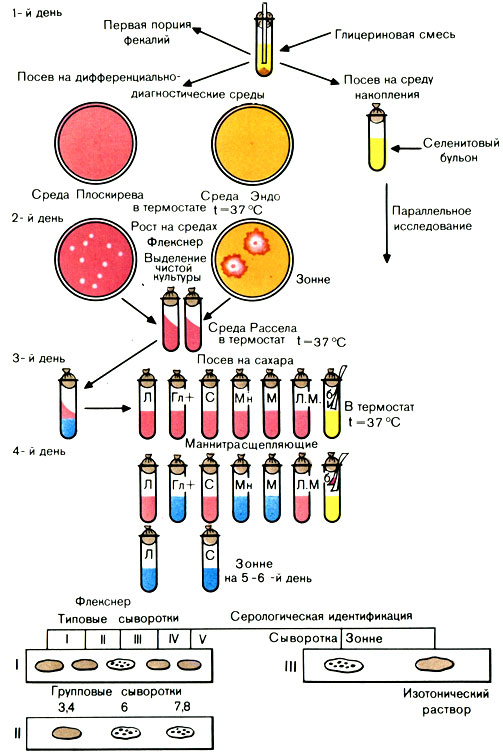 1- й день
Первая порция
фекалий
Глицериновая смесь
Посев на дифференциально-
диагностические среды
Посев на среду
накопления
Селенитовый
бульон
Среда Плоскирева
Среда Эндо
в термостате t=37°C
Параллельное
исследование
2- й день
Рост на средах
Флекснер
Выделение
чистой
культуры
Зонне
Среда Рассела
в термостат t=37°C
3-й день
Посев на сахара
Л Гл+ С Мн М Л.М.
В термостат
t=37°C
Маннитрасщепляющие
4- й день
Л Гл+ С Мн М Л.М
Л С
Зонне
на 5-6 -й день
Флекснер
Типовые сыворотки
Серологическая идентификация
I II III IV V
Сыворотка Зонне
I
III
Групповые сыворотки
3,4 6 7,8
Изотонический
раствор
II